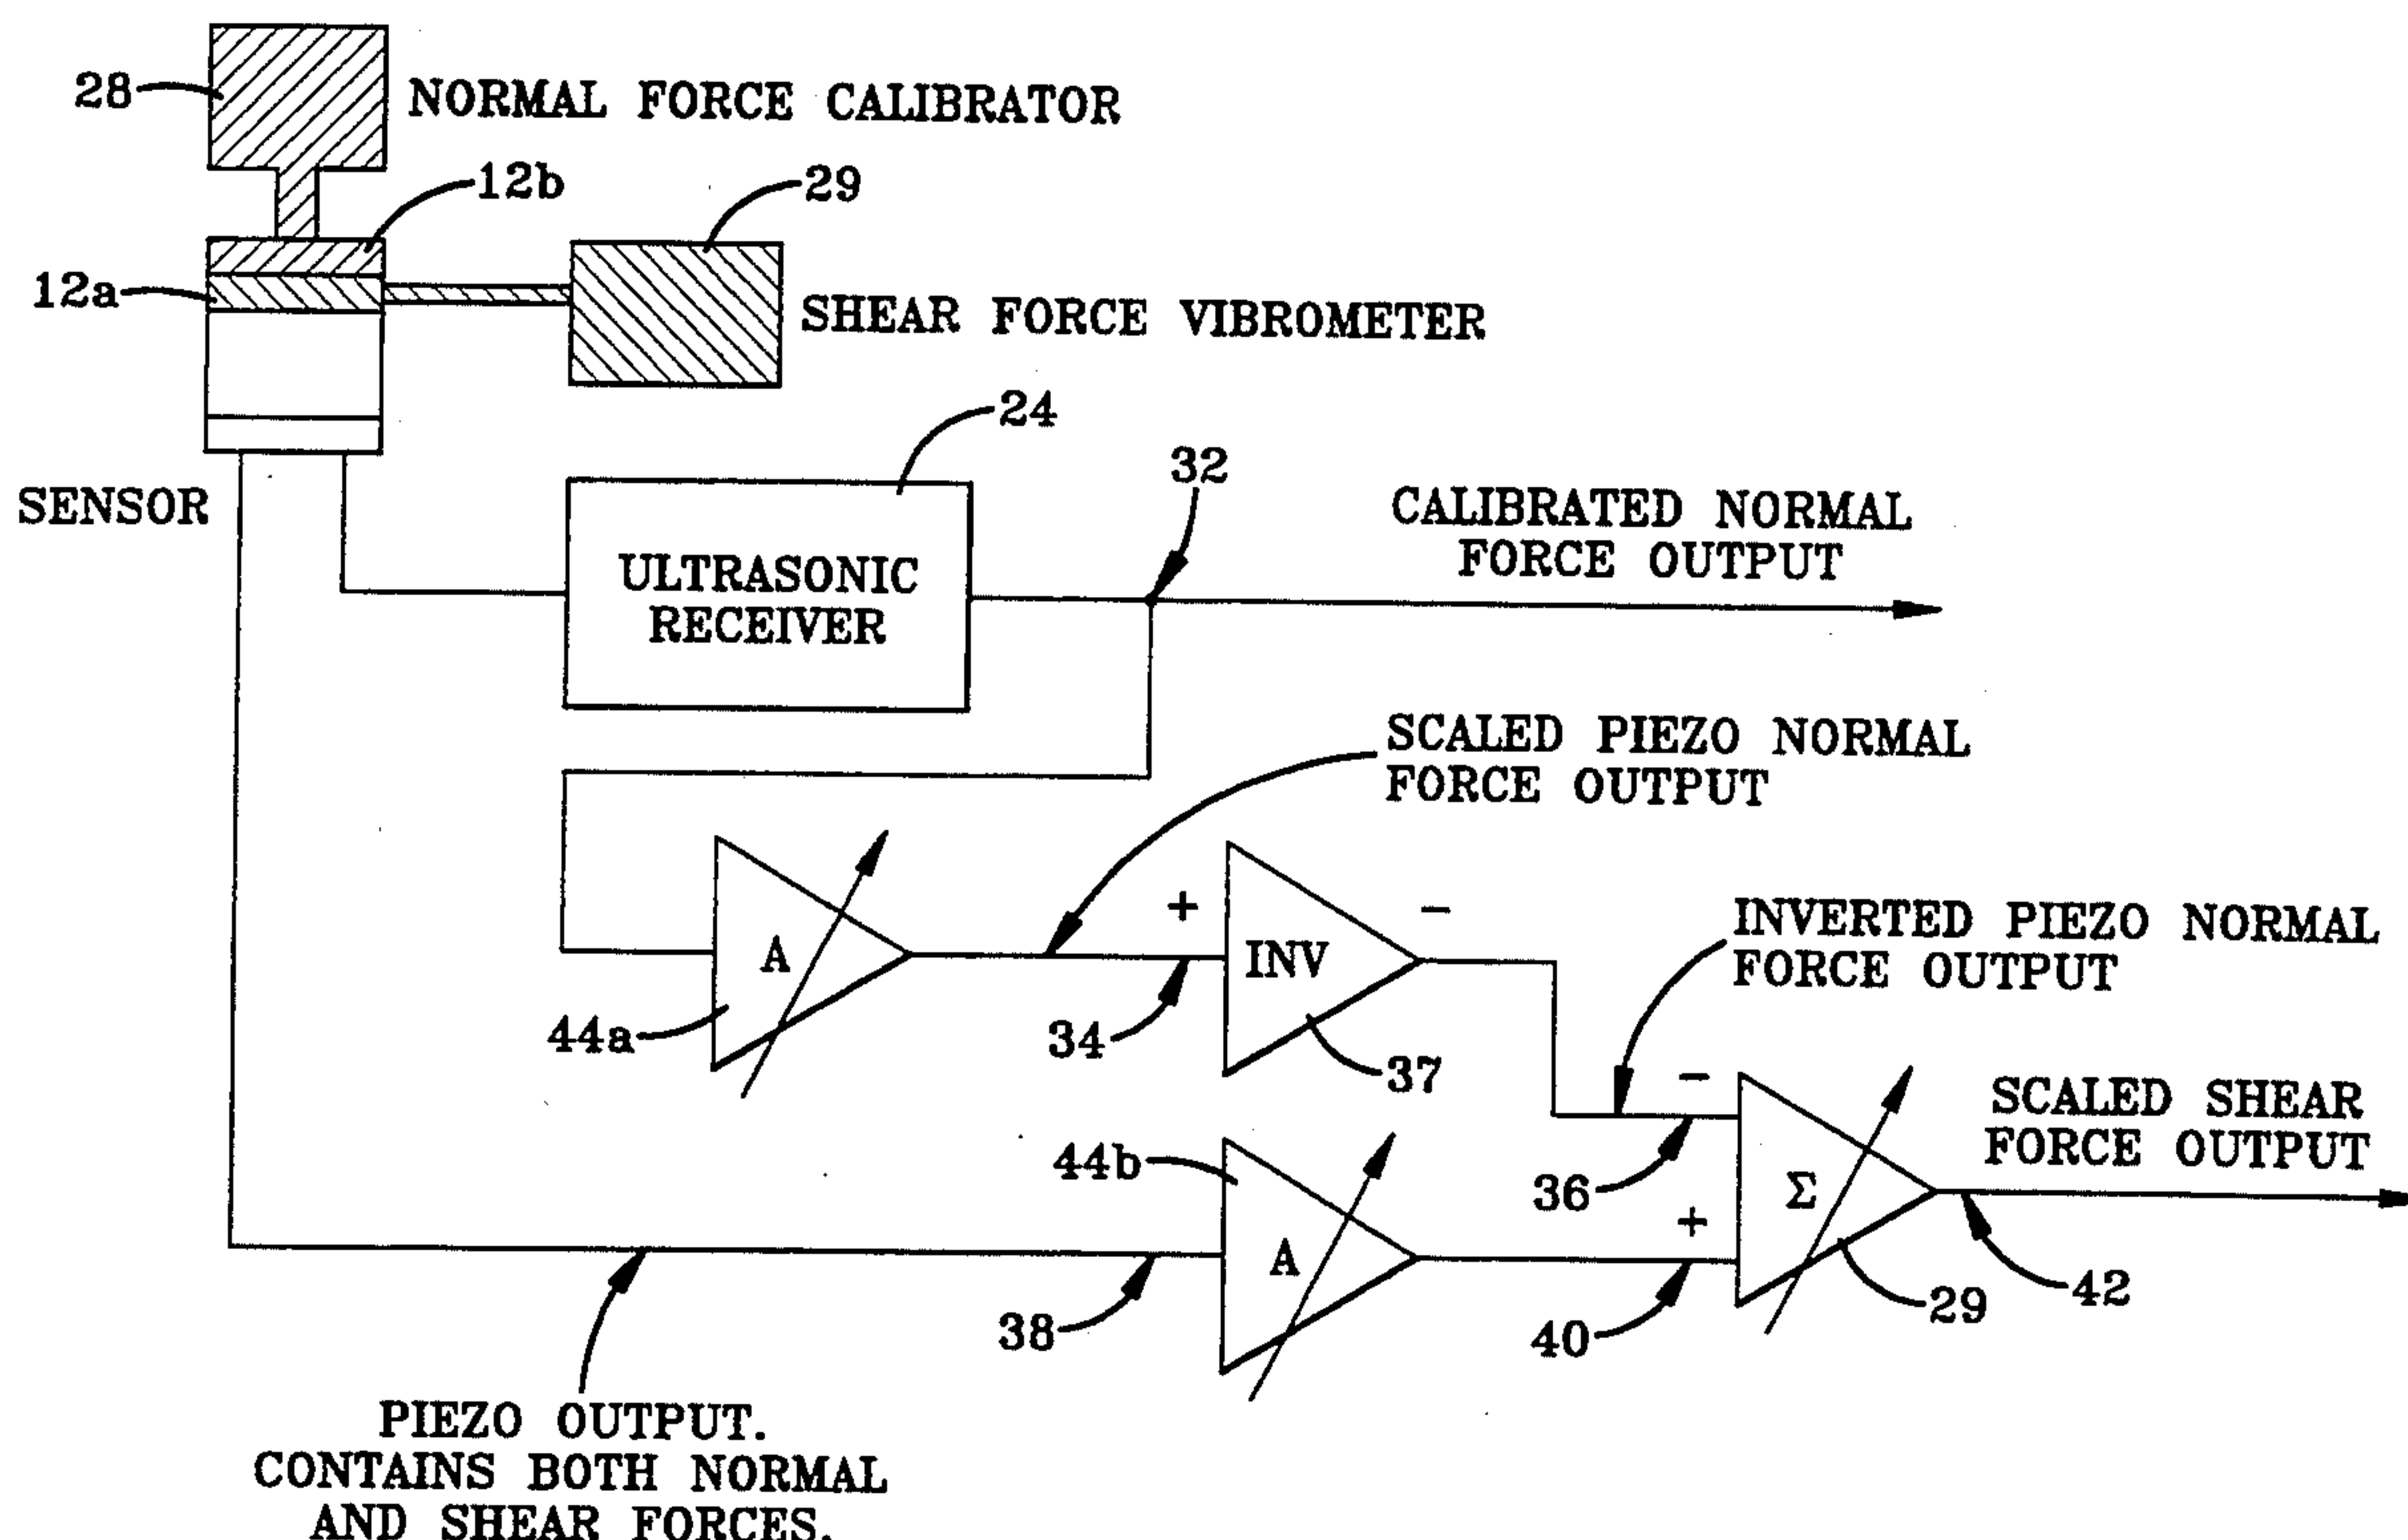 28
NORMAL FORCE CALIBRATOR
12b
29
12a
SHEAR FORCE VIBROMETER
24
32
SENSOR
CALIBRATED NORMAL
FORCE OUTPUT
ULTRASONIC
RECEIVER
SCALED PIEZO NORMAL
FORCE OUTPUT
+
−
A
INV
INVERTED PIEZO NORMAL
FORCE OUTPUT
44a
34
37
−
SCALED SHEAR
FORCE OUTPUT
44b
36
Σ
+
A
38
40
29
42
PIEZO OUTPUT.
CONTAINS BOTH NORMAL
AND SHEAR FORCES.